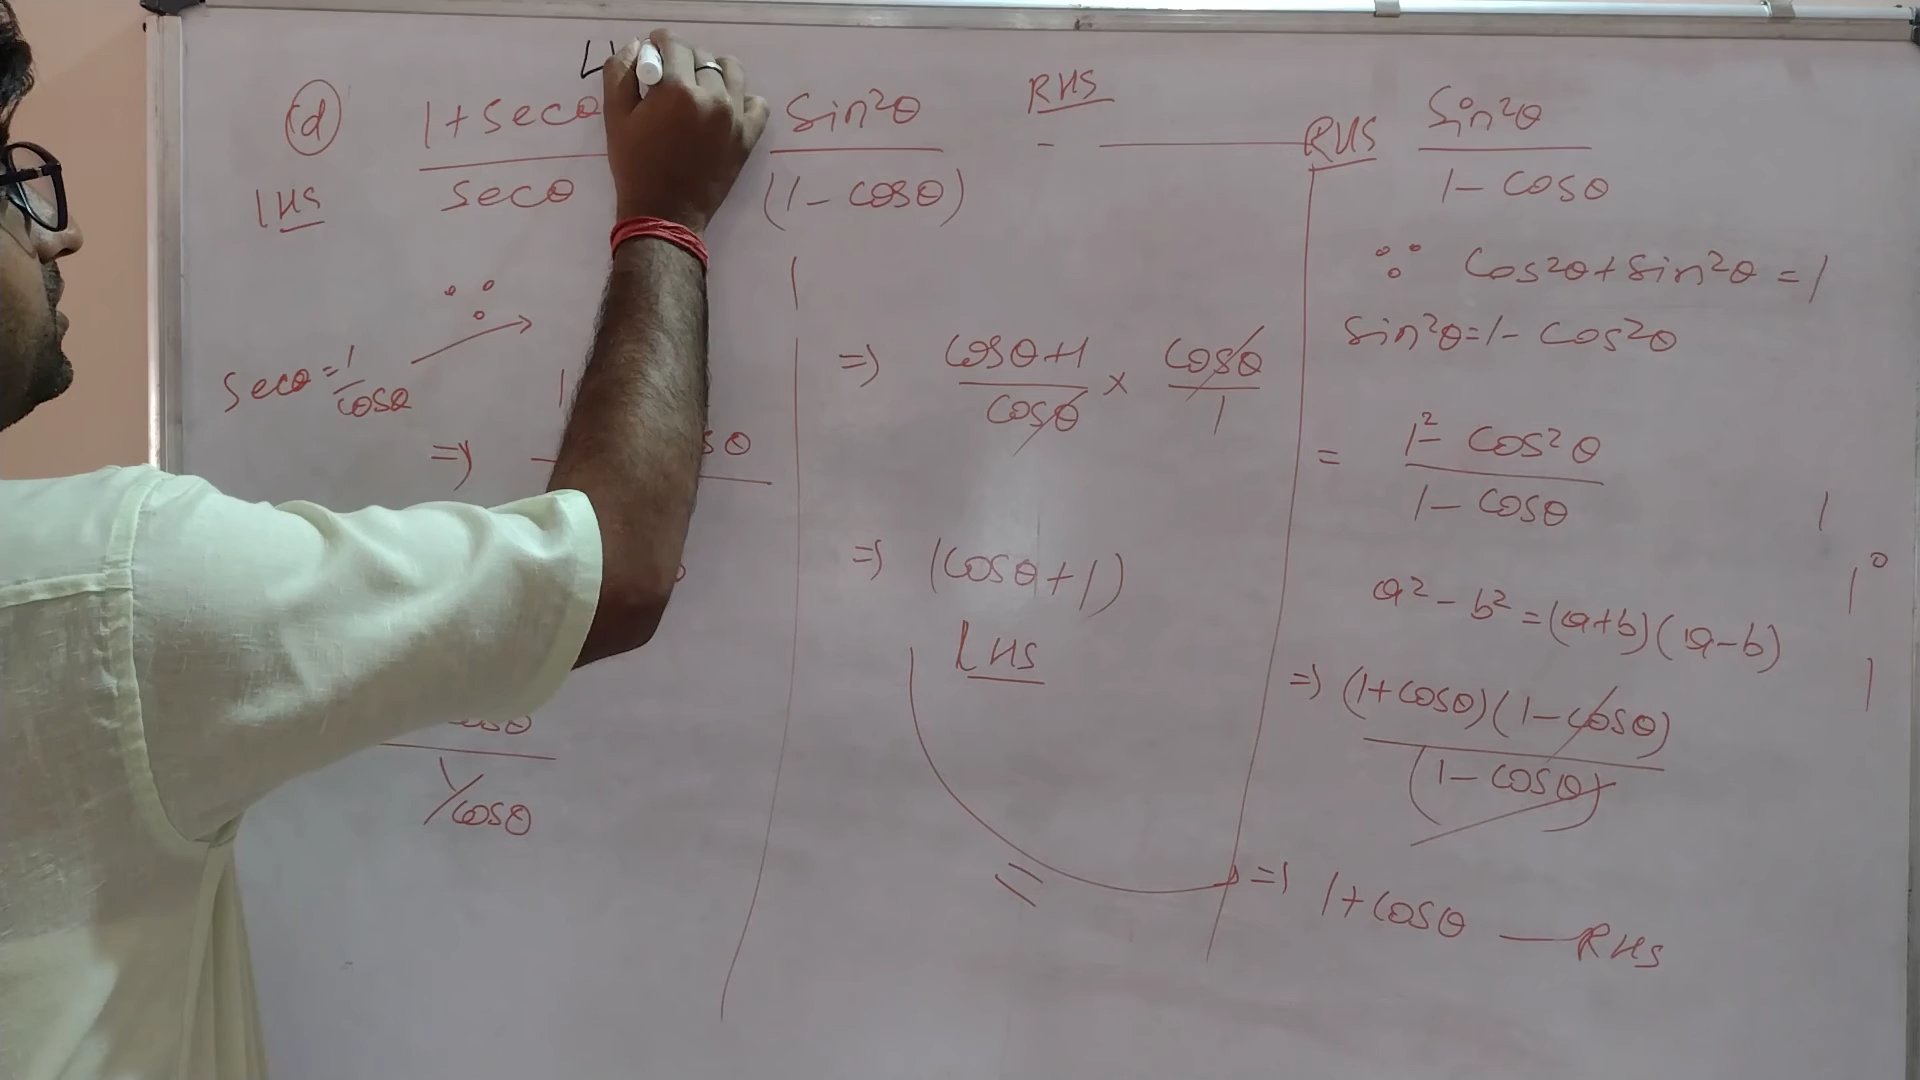 (d) 1+secθ / secθ Sin²θ / (1-cosθ)
RHS
LHS
∵
secθ = 1/cosθ
⇒
cosθ
1/cosθ
⇒ cosθ+1 / cosθ × cosθ / 1
⇒ (cosθ+1)
LHS
=
RHS Sin²θ / 1-cosθ
∵ Cos²θ+Sin²θ=1
Sin²θ=1-Cos²θ
= 1²-Cos²θ / 1-cosθ
a²-b²=(a+b)(a-b)
⇒ (1+cosθ)(1-cosθ) / (1-cosθ)
⇒ 1+cosθ — RHS